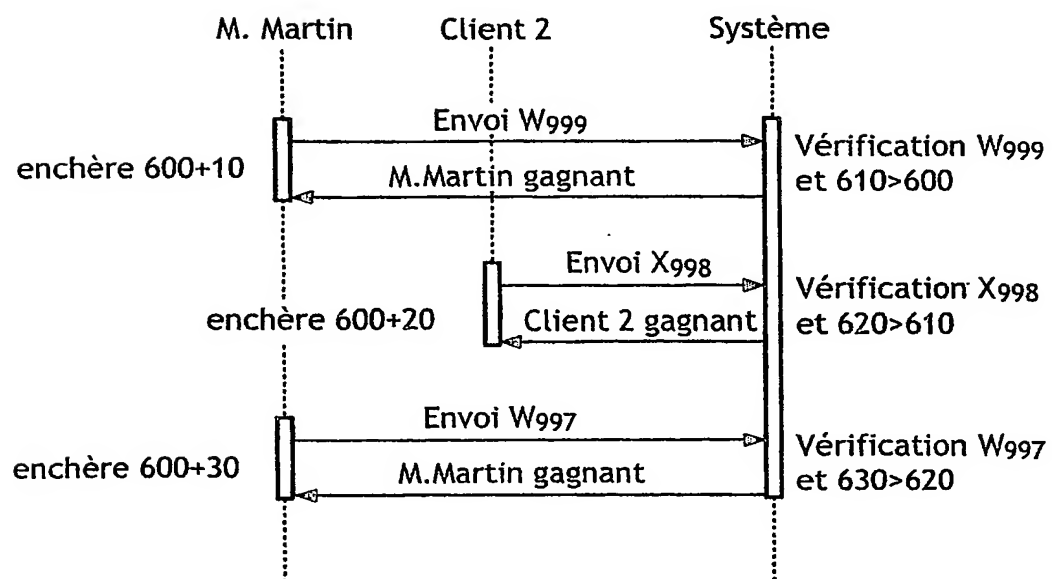 M. Martin
Client 2
Système
Envoi W999
enchère 600+10
Vérification W999
et 610>600
M.Martin gagnant
Envoi X998
Vérification X998
et 620>610
enchère 600+20
Client 2 gagnant
Envoi W997
Vérification W997
et 630>620
enchère 600+30
M.Martin gagnant